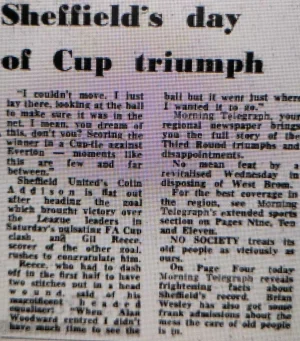 Sheffield's day
of Cup triumph
"I couldn't move. I just
lay there, looking at the ball
to make sure it was in the
net. I mean, you dream of
this, don't you? Scoring the
winner in a Cup-tie against
Everton — moments like
this are few and far
between."
Sheffield United's Colin
Addison is flat out
after heading the goal
which brought victory over
the League leaders in
Saturday's pulsating FA Cup
clash, and Gil Reece,
scorer of the other goal,
rushes to congratulate him.
Reece, who had to dash
off in the first half to have
two stitches put in a head
wound, said of his
magnificent headed
equaliser: "When Alan
Woodward centred I didn't
have much time to see the
ball but it went just where
I wanted it to go."
Morning Telegraph, your
regional newspaper brings
you the full story of the
Third Round triumphs and
disappointments.
No mean feat by a
revitalised Wednesday in
disposing of West Brom.
For the best coverage in
the region, see Morning
Telegraph's extended sports
section on Pages Nine, Ten
and Eleven.
NO SOCIETY treats its
old people as viciously as
ours.
On Page Four today
Morning Telegraph reveals
frightening facts about
Sheffield's record. Brian
Wesley has also got some
frank admissions about the
mess the care of old people
is in.